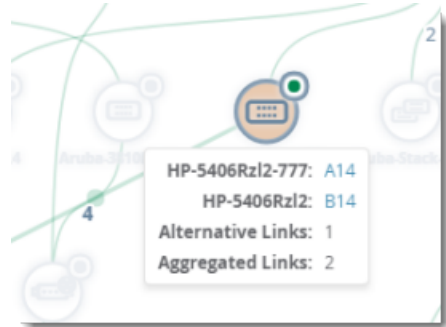 2
4
HP-5406Rzl2-777: A14
HP-5406Rzl2: B14
Alternative Links: 1
Aggregated Links: 2